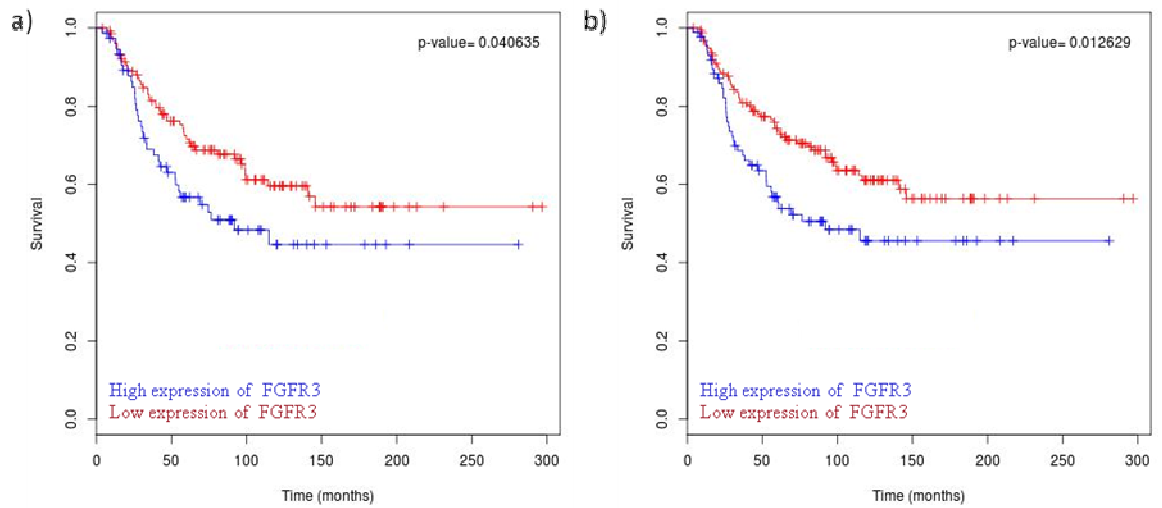 a)
p-value= 0.040635
1.0
0.8
0.6
0.4
0.2
0.0
Survival
High expression of FGFR3
Low expression of FGFR3
0 50 100 150 200 250 300
Time (months)
b)
p-value= 0.012629
1.0
0.8
0.6
0.4
0.2
0.0
Survival
High expression of FGFR3
Low expression of FGFR3
0 50 100 150 200 250 300
Time (months)